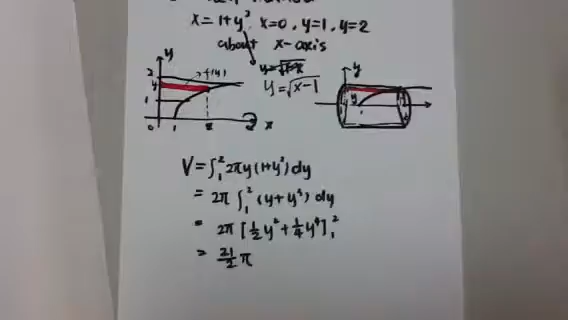 x=1+y², x=0, y=1, y=2
about x-axis
y=√(x-1)
y
2
y
1
0
1
x
f(y)
x
y
y
1
V=∫₁² 2πy(1+y²)dy
=2π∫₁²(y+y³)dy
=2π[½y²+¼y⁴]₁²
=21/2 π